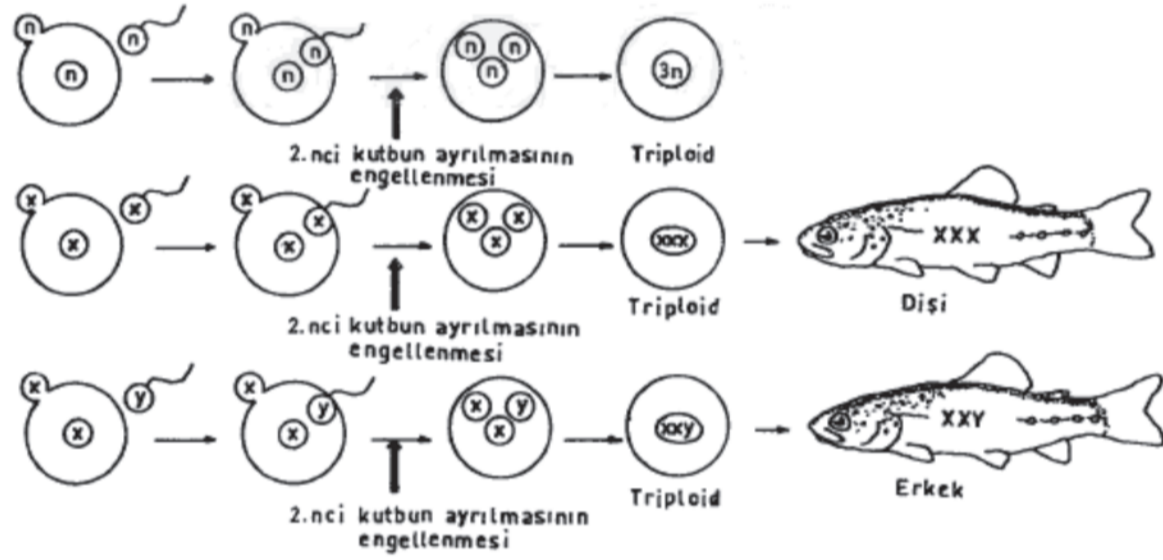 n n n n n n n n 3n
2.nci kutbun ayrılmasının
engellenmesi
Triploid
x x x x x x x x xxx XXX
Triploid
Dişi
2.nci kutbun ayrılmasının
engellenmesi
x y x y x y xxy XXY
x x x
Triploid
Erkek
2.nci kutbun ayrılmasının
engellenmesi